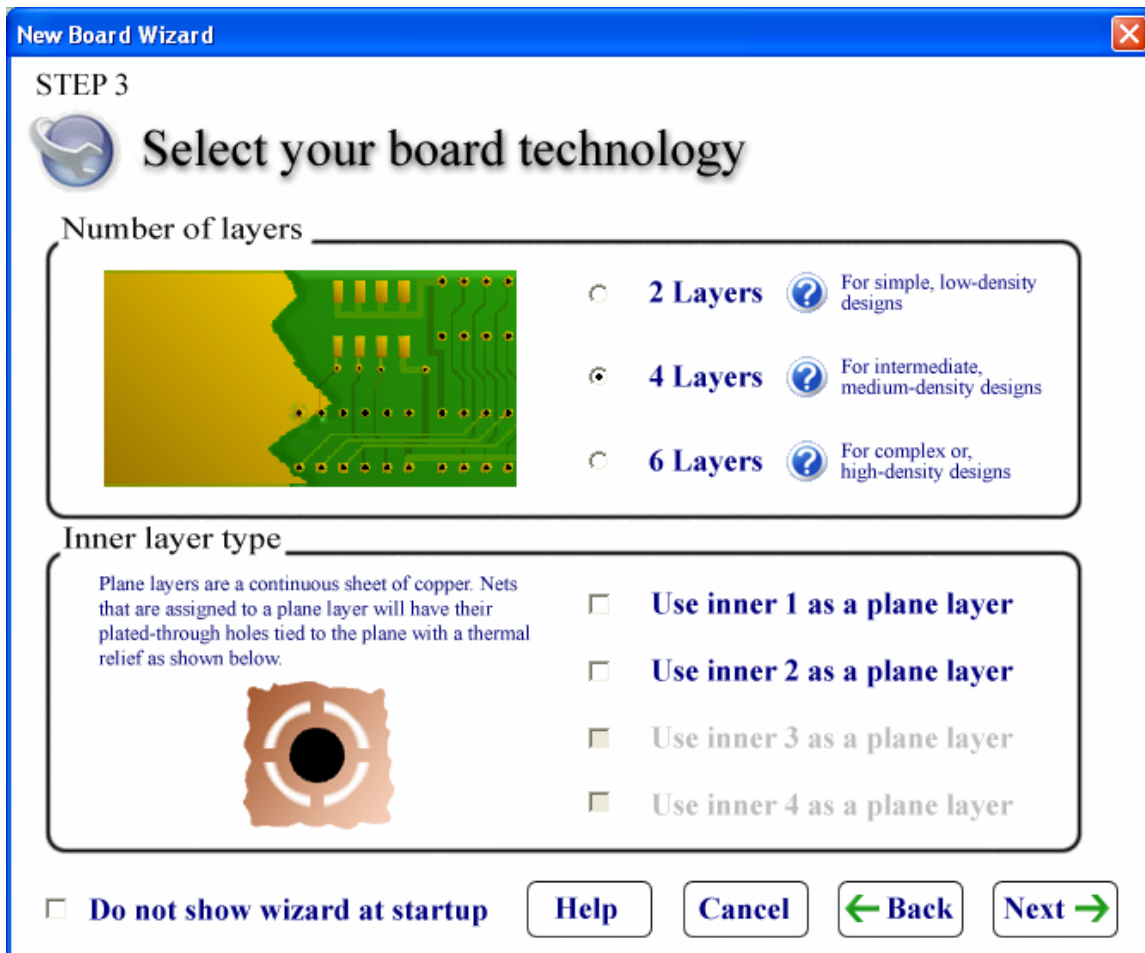 New Board Wizard
STEP 3
Select your board technology
Number of layers
2 Layers
For simple, low-density
designs
4 Layers
For intermediate,
medium-density designs
6 Layers
For complex or,
high-density designs
Inner layer type
Plane layers are a continuous sheet of copper. Nets
that are assigned to a plane layer will have their
plated-through holes tied to the plane with a thermal
relief as shown below.
Use inner 1 as a plane layer
Use inner 2 as a plane layer
Use inner 3 as a plane layer
Use inner 4 as a plane layer
Do not show wizard at startup
Help
Cancel
Back
Next